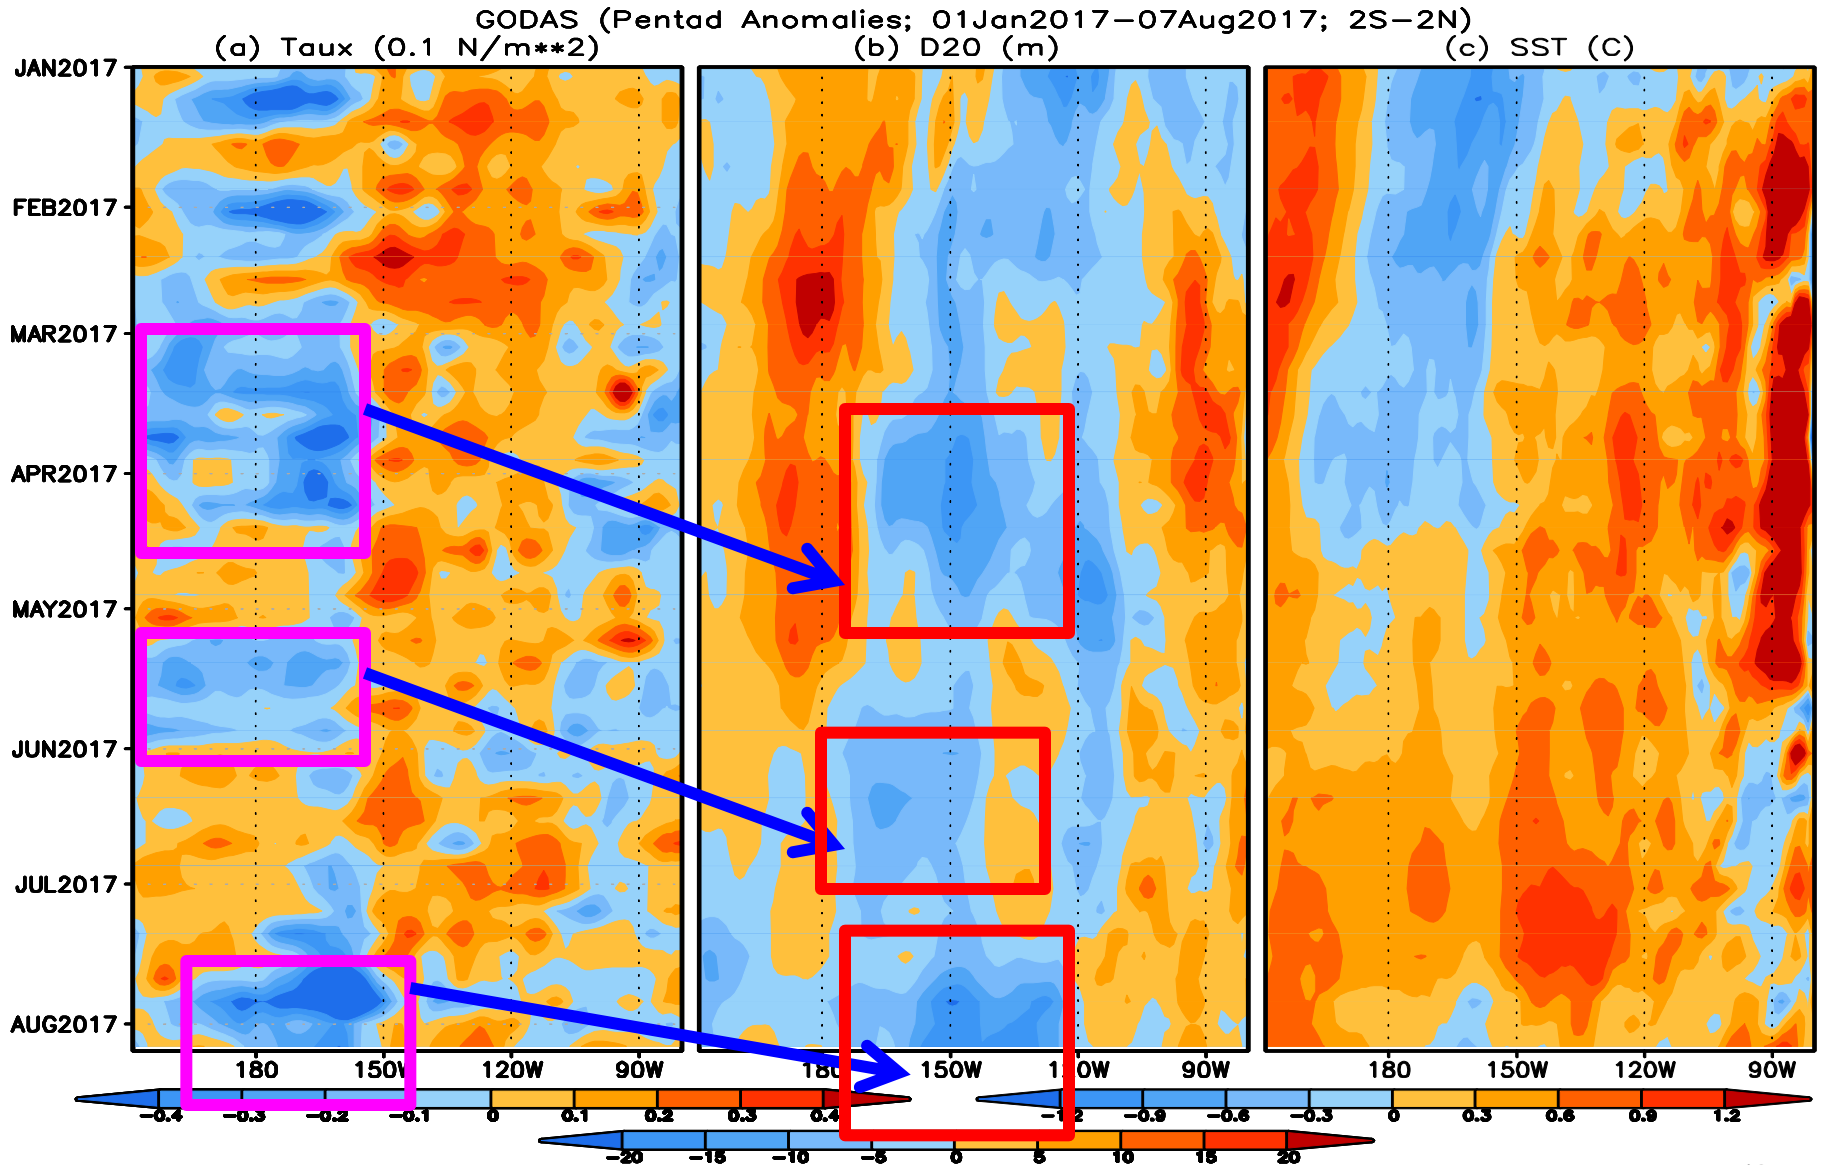 GODAS (Pentad Anomalies; 01Jan2017-07Aug2017; 2S-2N)
(a) Taux (0.1 N/m**2)
(b) D20 (m)
(c) SST (C)
JAN2017
FEB2017
MAR2017
APR2017
MAY2017
JUN2017
JUL2017
AUG2017
180 150W 120W 90W
150W 120W 90W
180 150W 120W 90W
-0.4 -0.3 -0.2 -0.1 0 0.1 0.2 0.3 0.4
-1.2 -0.9 -0.6 -0.3 0 0.3 0.6 0.9 1.2
-20 -15 -10 -5 0 5 10 15 20